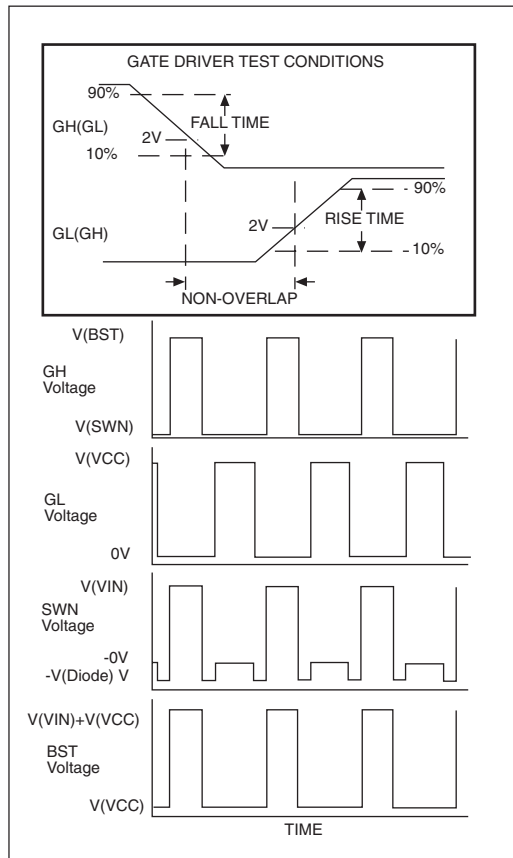 GATE DRIVER TEST CONDITIONS
90%
FALL TIME
GH(GL)
2V
10%
90%
RISE TIME
2V
GL(GH)
10%
NON-OVERLAP
V(BST)
GH
Voltage
V(SWN)
V(VCC)
GL
Voltage
0V
V(VIN)
SWN
Voltage
-0V
-V(Diode) V
V(VIN)+V(VCC)
BST
Voltage
V(VCC)
TIME